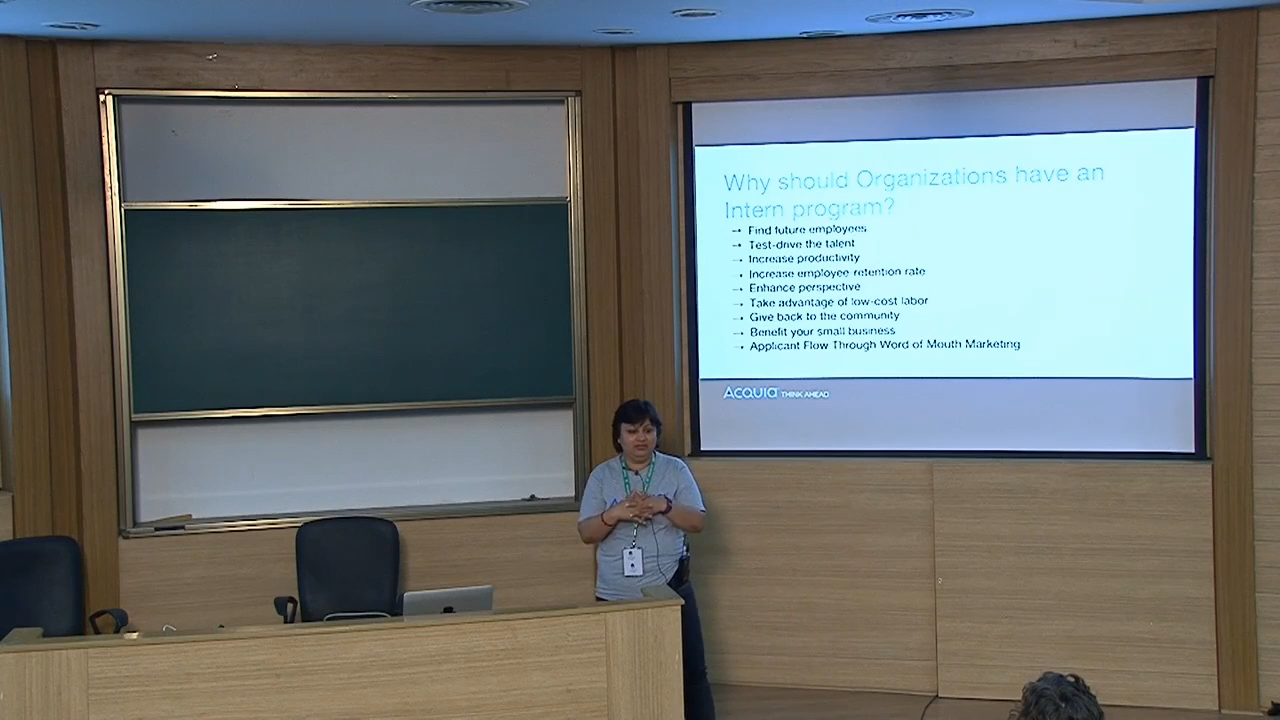 Why should Organizations have an
Intern program?
→ Find future employees
→ Test-drive the talent
→ Increase productivity
→ Increase employee retention rate
→ Enhance perspective
→ Take advantage of low-cost labor
→ Give back to the community
→ Benefit your small business
→ Applicant Flow Through Word of Mouth Marketing
ACQUIA THINK AHEAD